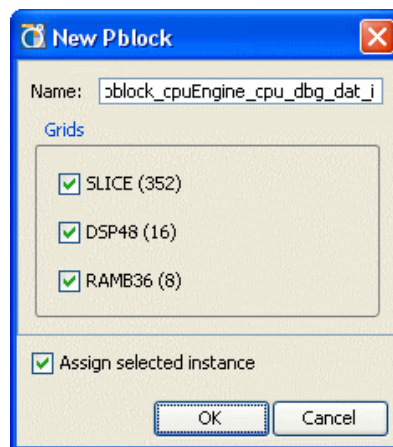 New Pblock
Name: pblock_cpuEngine_cpu_dbg_dat_i
Grids
SLICE (352)
DSP48 (16)
RAMB36 (8)
Assign selected instance
OK Cancel